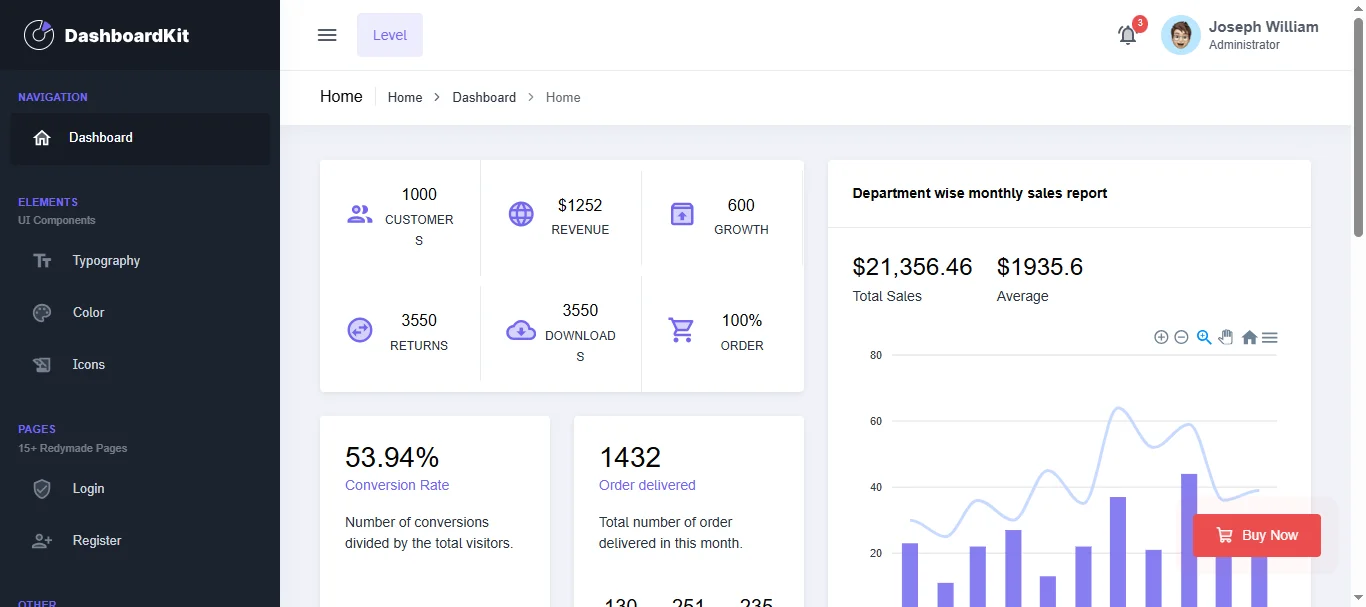 DashboardKit
Level
3
Joseph William
Administrator
NAVIGATION
Dashboard
ELEMENTS
UI Components
Typography
Color
Icons
PAGES
15+ Redymade Pages
Login
Register
OTHER
Home
Home > Dashboard > Home
1000
CUSTOMER
S
$1252
REVENUE
600
GROWTH
3550
RETURNS
3550
DOWNLOAD
S
100%
ORDER
53.94%
Conversion Rate
Number of conversions
divided by the total visitors.
1432
Order delivered
Total number of order
delivered in this month.
130 251 235
Department wise monthly sales report
$21,356.46
Total Sales
$1935.6
Average
80
60
40
20
Buy Now